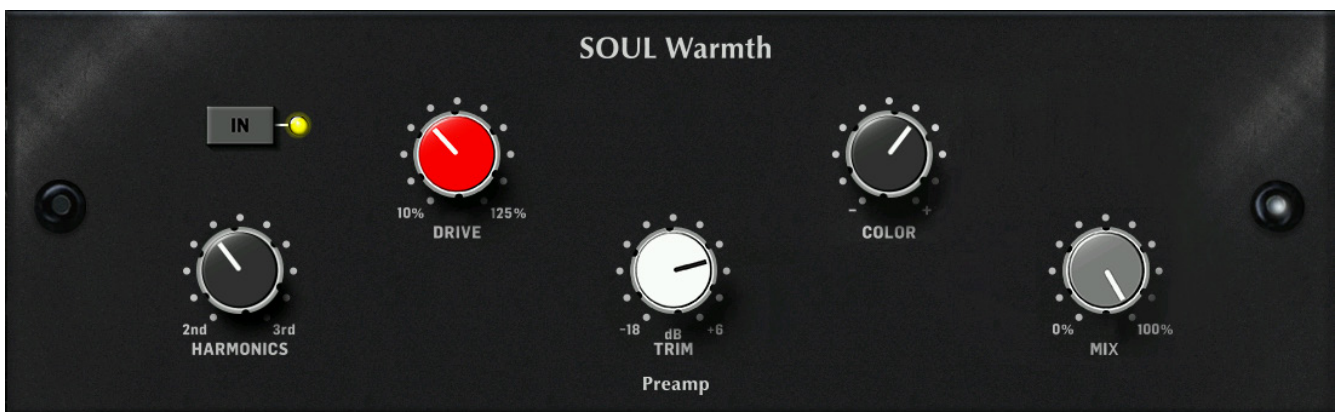 SOUL Warmth
IN
10% 125%
DRIVE
- +
COLOR
2nd 3rd
HARMONICS
-18 dB +6
TRIM
0% 100%
MIX
Preamp